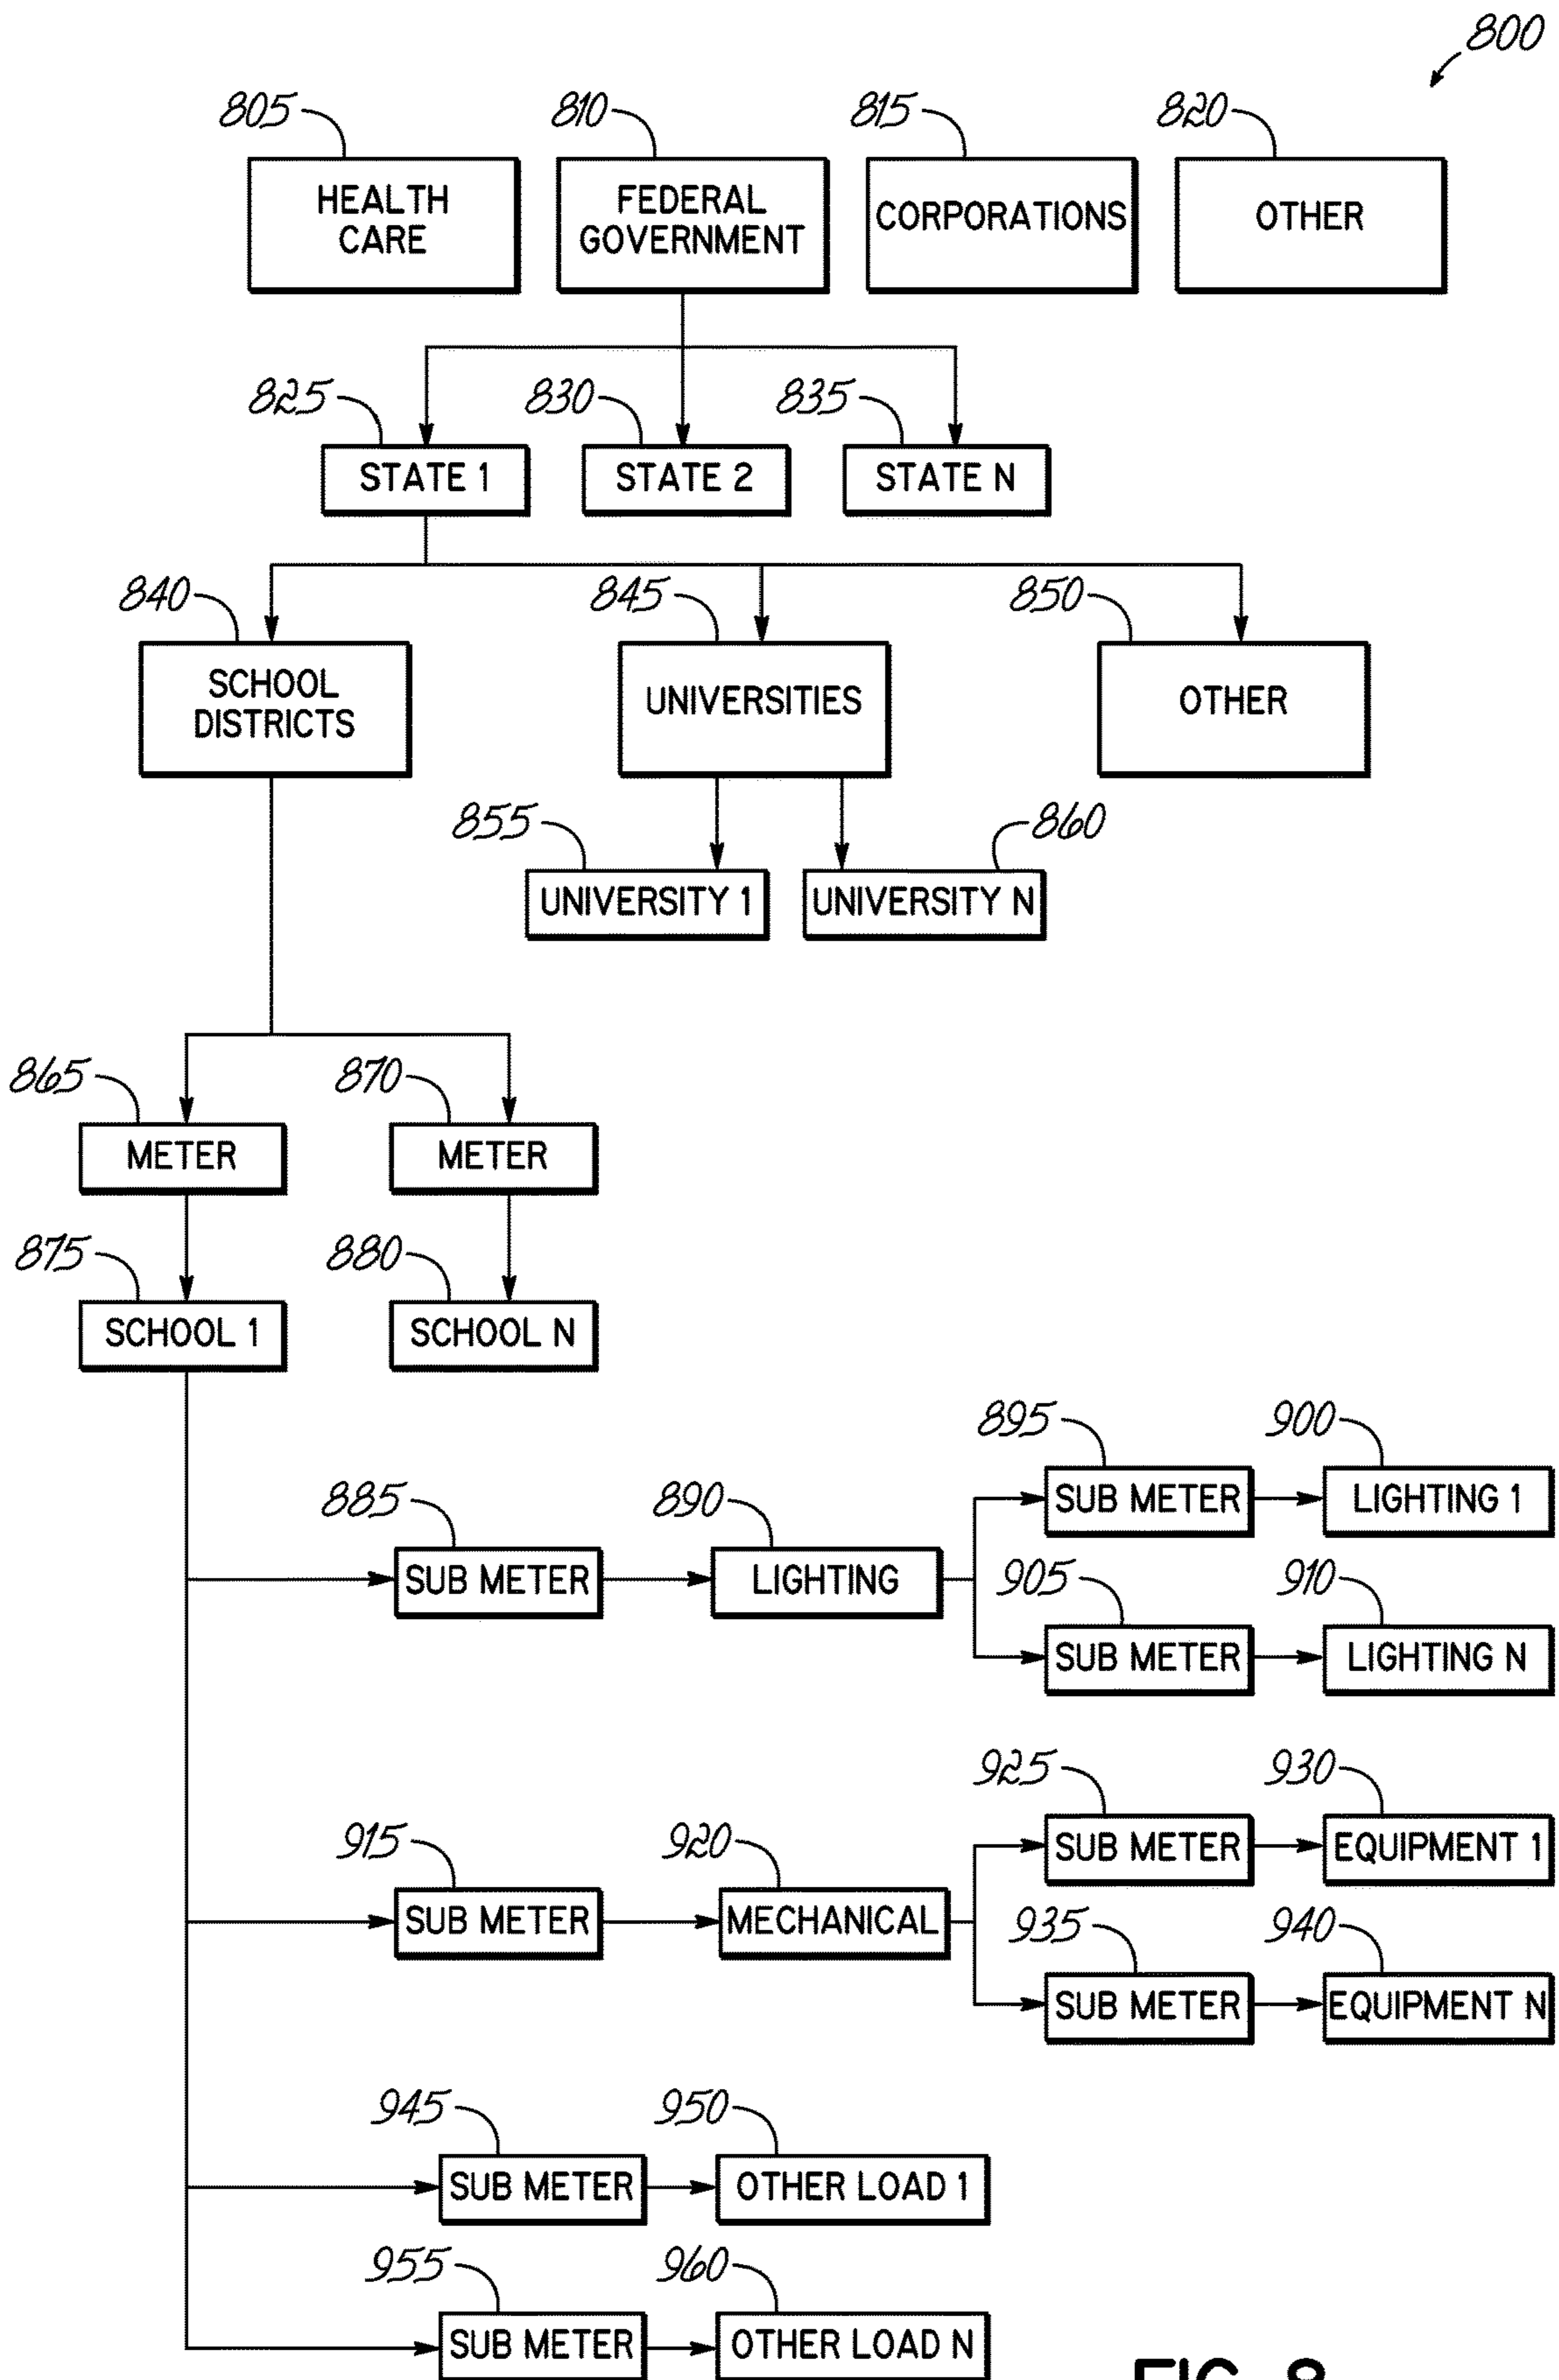 800
805 810 815 820
HEALTH CARE
FEDERAL GOVERNMENT
CORPORATIONS
OTHER
825 830 835
STATE 1
STATE 2
STATE N
840 845 850
SCHOOL DISTRICTS
UNIVERSITIES
OTHER
855 860
UNIVERSITY 1
UNIVERSITY N
865 870
METER
METER
875 880
SCHOOL 1
SCHOOL N
895 900
SUB METER
LIGHTING 1
885 890
SUB METER
LIGHTING
905 910
SUB METER
LIGHTING N
925 930
SUB METER
EQUIPMENT 1
915 920
SUB METER
MECHANICAL
935 940
SUB METER
EQUIPMENT N
945 950
SUB METER
OTHER LOAD 1
955 960
SUB METER
OTHER LOAD N
FIG. 8